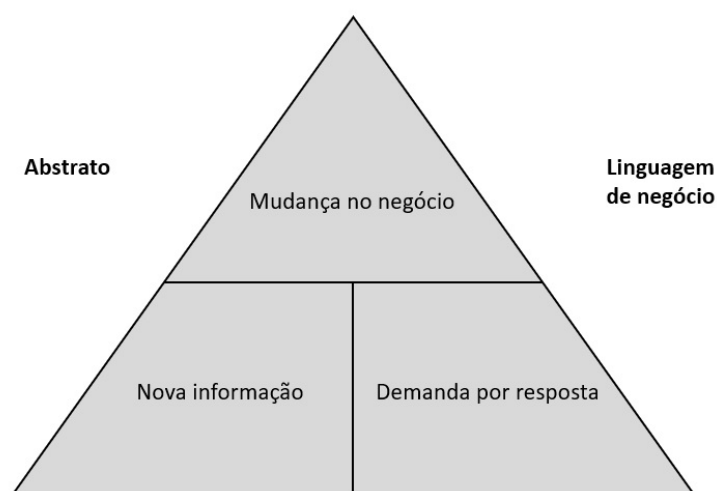 Abstrato
Linguagem
de negócio
Mudança no negócio
Nova informação
Demanda por resposta